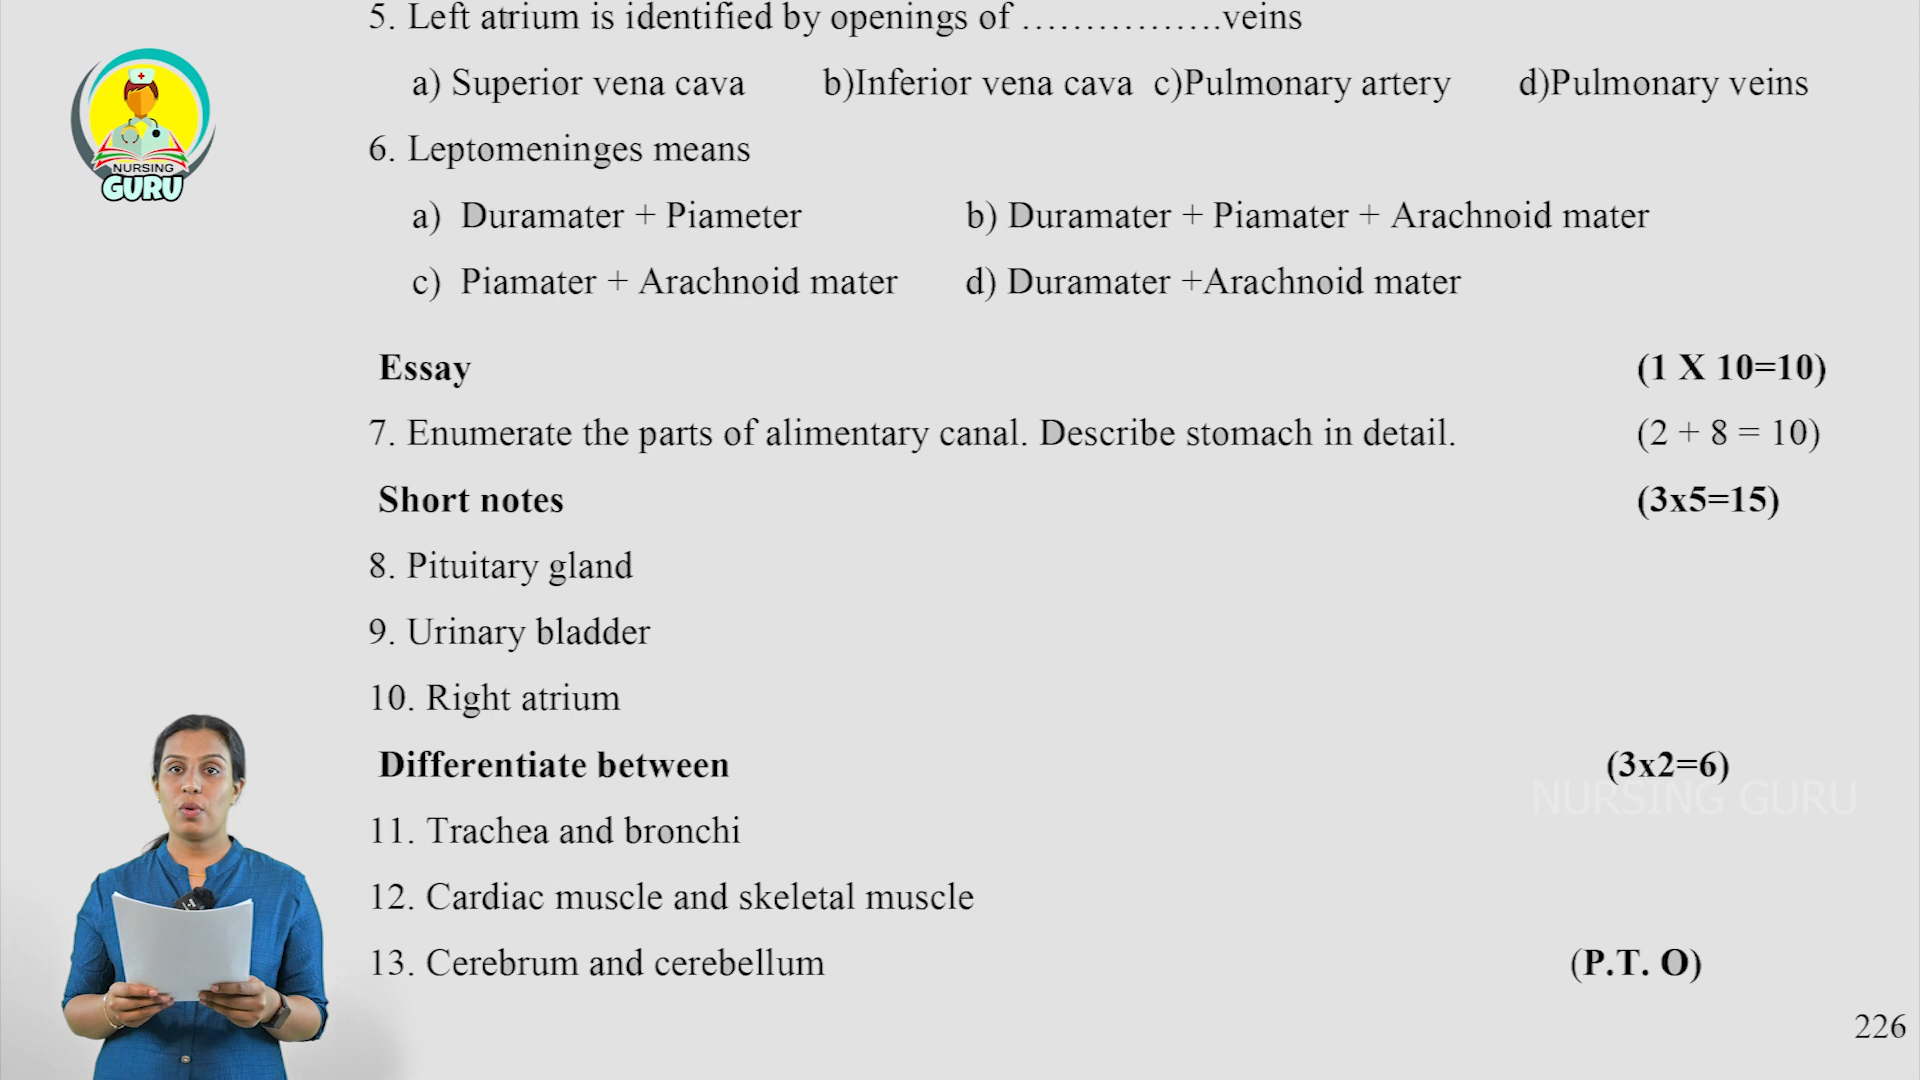 5. Left atrium is identified by openings of …………….veins
a) Superior vena cava b)Inferior vena cava c)Pulmonary artery d)Pulmonary veins
6. Leptomeninges means
a) Duramater + Piameter b) Duramater + Piamater + Arachnoid mater
c) Piamater + Arachnoid mater d) Duramater +Arachnoid mater
Essay (1 X 10=10)
7. Enumerate the parts of alimentary canal. Describe stomach in detail. (2 + 8 = 10)
Short notes (3x5=15)
8. Pituitary gland
9. Urinary bladder
10. Right atrium
Differentiate between (3x2=6)
11. Trachea and bronchi
12. Cardiac muscle and skeletal muscle
13. Cerebrum and cerebellum (P.T. O)
226
NURSING
GURU
NURSING GURU